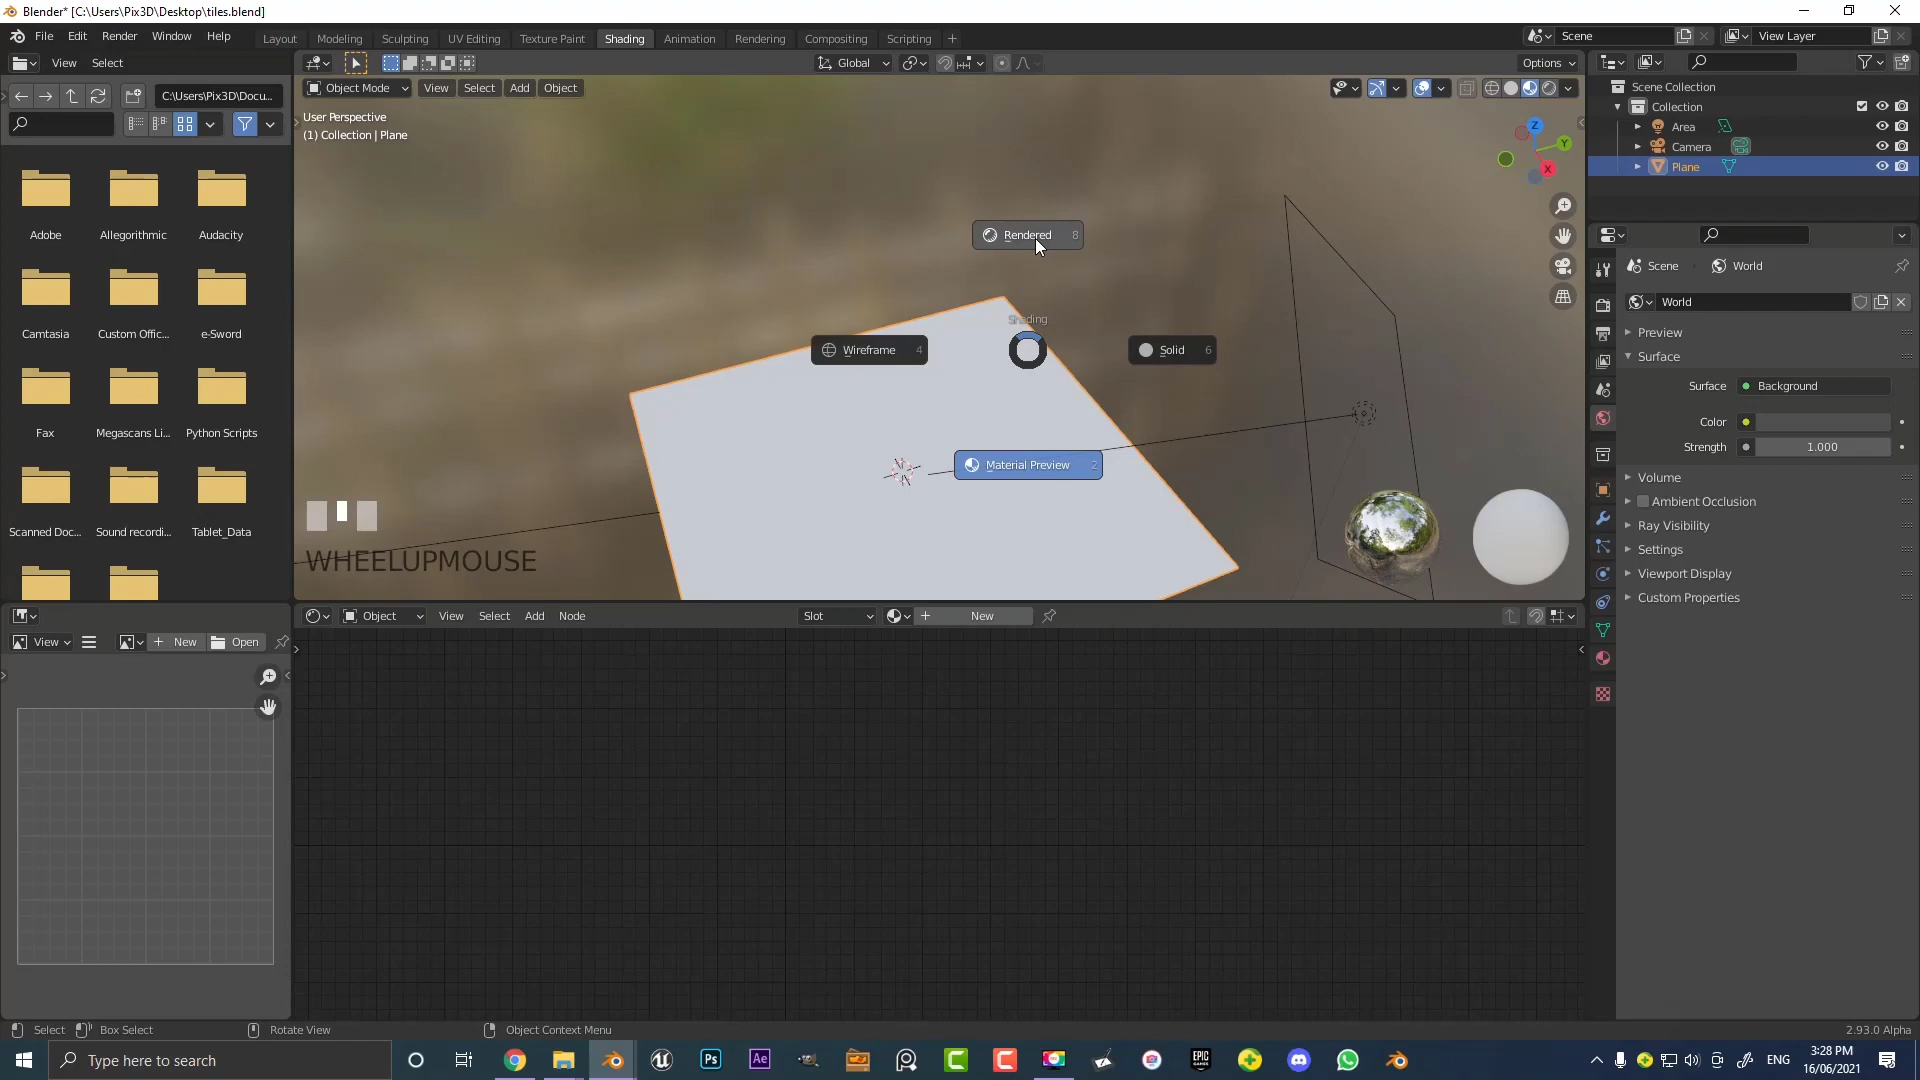 Blender* [C:\Users\Pix3D\Desktop\tiles.blend]
File Edit Render Window Help
Layout Modeling Sculpting UV Editing Texture Paint Shading Animation Rendering Compositing Scripting
Scene
View Layer
View Select
Global
Options
C:\Users\Pix3D\Docu...
Object Mode View Select Add Object
User Perspective
(1) Collection | Plane
Z
Y
X
Scene Collection
Collection
Area
Camera
Plane
Adobe Allegorithmic Audacity
Camtasia Custom Offic... e-Sword
Fax Megascans Li... Python Scripts
Scanned Doc... Sound recordi... Tablet_Data
Rendered 8
Shading
Wireframe 4
Solid 6
Material Preview 2
WHEELUPMOUSE
Scene World
World
Preview
Surface
Surface Background
Color
Strength 1.000
Volume
Ambient Occlusion
Ray Visibility
Settings
Viewport Display
Custom Properties
Object View Select Add Node
Slot
New
View New Open
Select Box Select Rotate View Object Context Menu
2.93.0 Alpha
Type here to search
Ps
Ae
EPIC GAMES
ENG
3:28 PM
16/06/2021